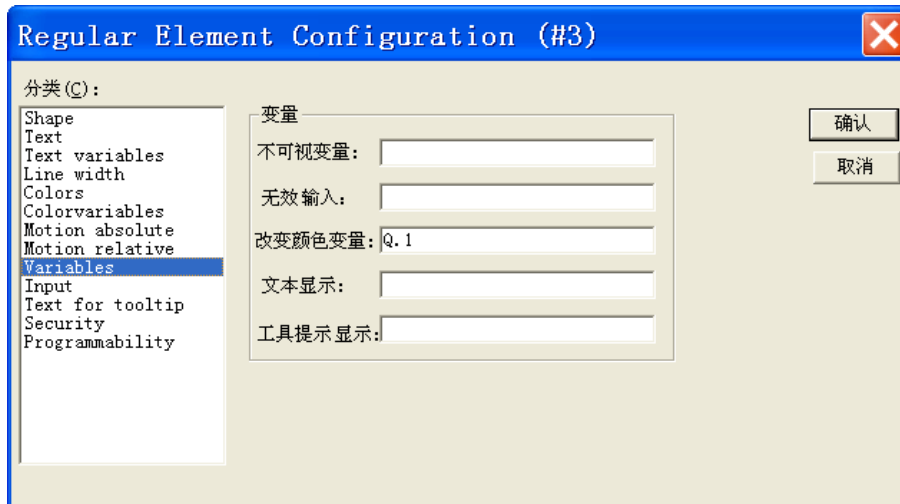 Regular Element Configuration (#3)
分类(C):
Shape
Text
Text variables
Line width
Colors
Colorvariables
Motion absolute
Motion relative
Variables
Input
Text for tooltip
Security
Programmability
变量
不可视变量:
无效输入:
改变颜色变量: Q.1
文本显示:
工具提示显示:
确认
取消